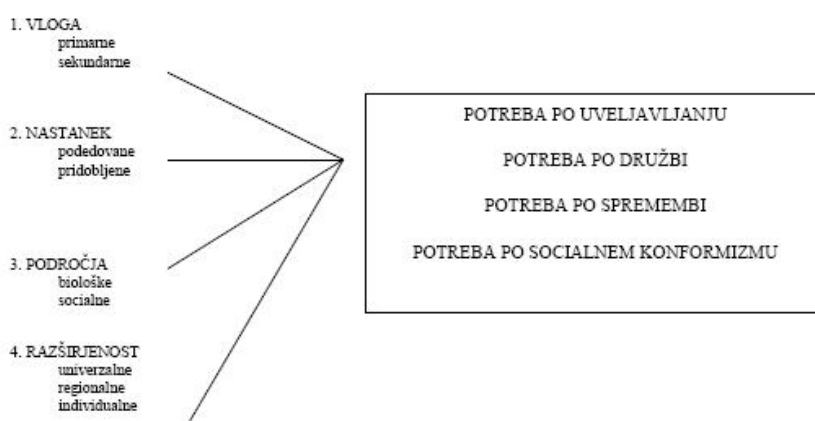 1. VLOGA
primarne
sekundarne
2. NASTANEK
podedovane
pridobljene
3. PODROČJA
biološke
socialne
4. RAZŠIRJENOST
univerzalne
regionalne
individualne
POTREBA PO UVELJAVLJANJU
POTREBA PO DRUŽBI
POTREBA PO SPREMEMBI
POTREBA PO SOCIALNEM KONFORMIZMU